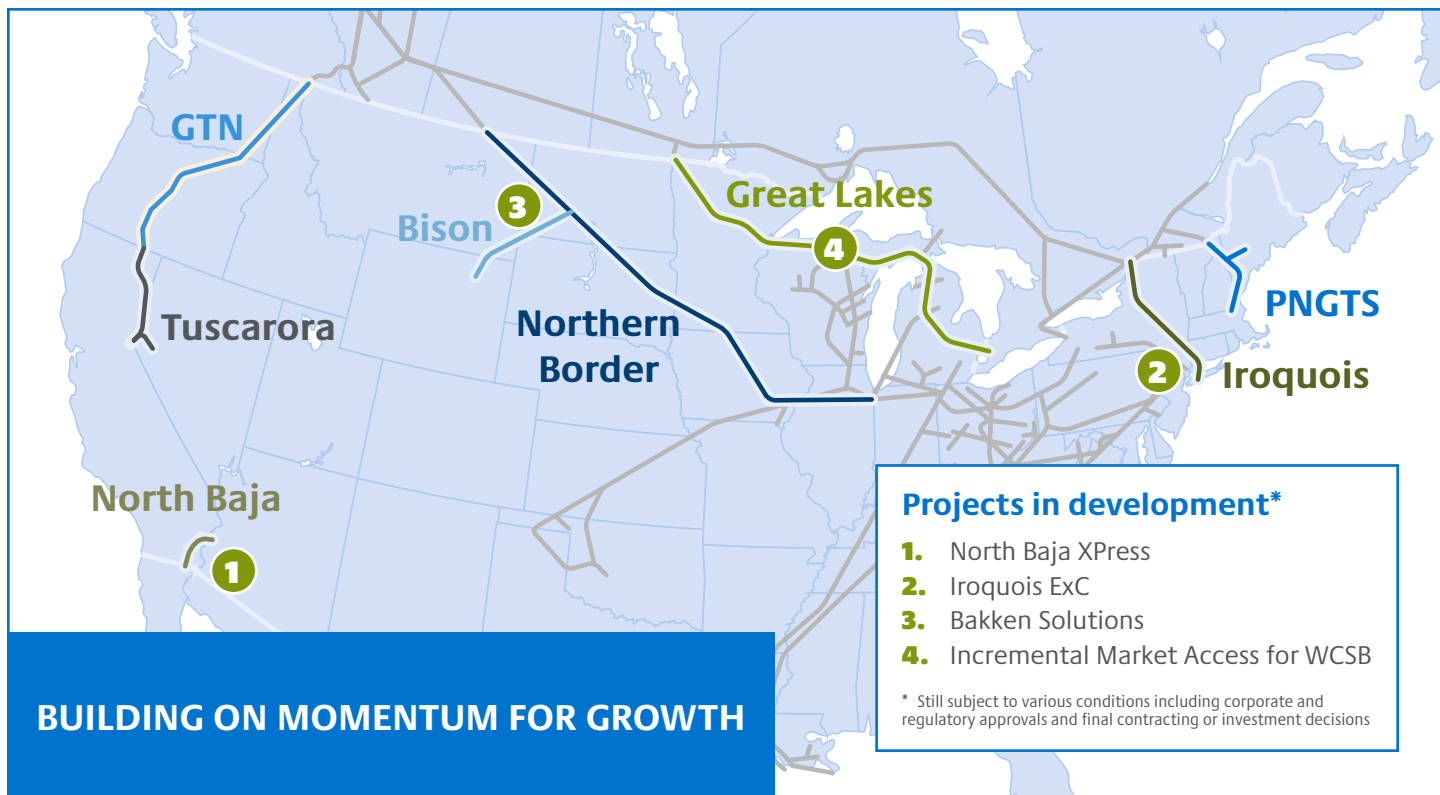 GTN
Bison
3
Great Lakes
4
Tuscarora
Northern
Border
PNGTS
2
Iroquois
North Baja
1
Projects in development*
1. North Baja XPress
2. Iroquois ExC
3. Bakken Solutions
4. Incremental Market Access for WCSB
* Still subject to various conditions including corporate and
regulatory approvals and final contracting or investment decisions
BUILDING ON MOMENTUM FOR GROWTH